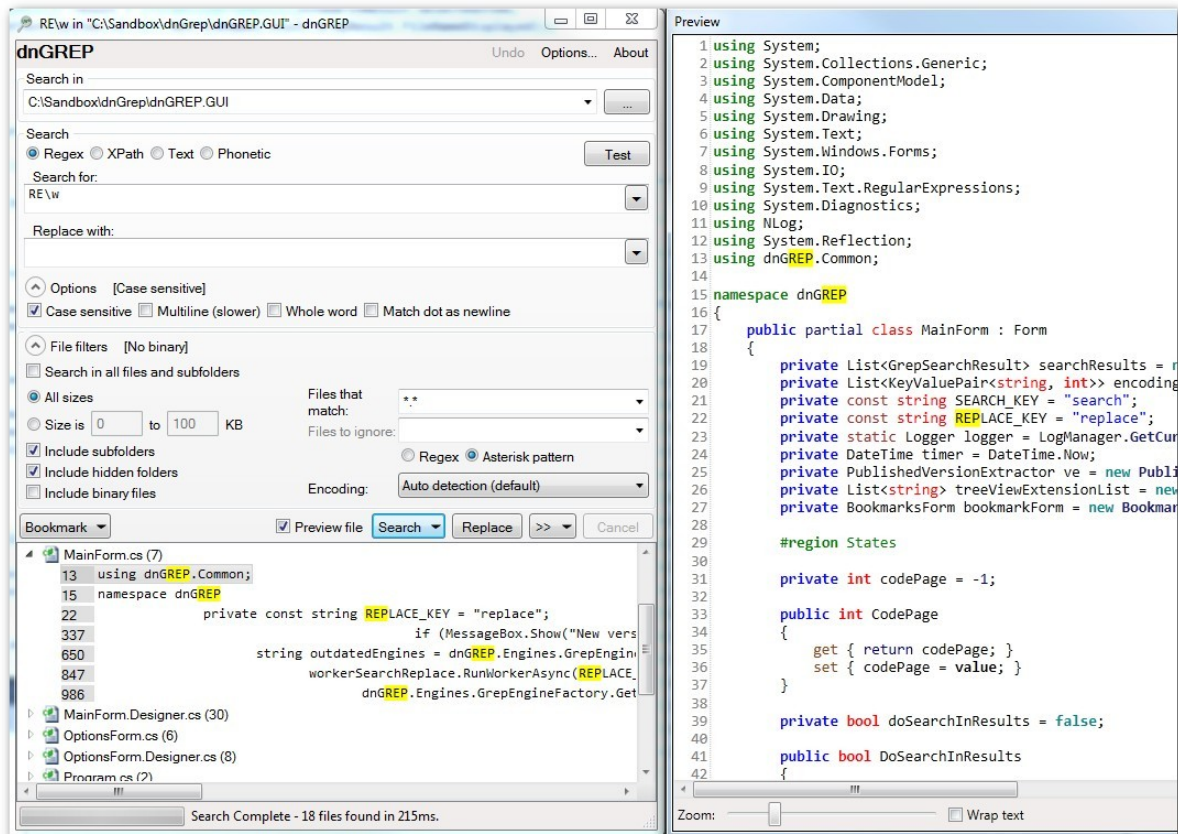 RE\w in "C:\Sandbox\dnGrep\dnGREP.GUI" - dnGREP
dnGREP
Undo Options... About
Search in
C:\Sandbox\dnGrep\dnGREP.GUI ...
Search
Regex XPath Text Phonetic Test
Search for:
RE\w
Replace with:
Options [Case sensitive]
Case sensitive Multiline (slower) Whole word Match dot as newline
File filters [No binary]
Search in all files and subfolders
All sizes
Files that match: *.*
Size is 0 to 100 KB
Files to ignore:
Include subfolders
Regex Asterisk pattern
Include hidden folders
Include binary files
Encoding: Auto detection (default)
Bookmark Preview file Search Replace >> Cancel
MainForm.cs (7)
13 using dnGREP.Common;
15 namespace dnGREP
22 private const string REPLACE_KEY = "replace";
337 if (MessageBox.Show("New vers
650 string outdatedEngines = dnGREP.Engines.GrepEngin
847 workerSearchReplace.RunWorkerAsync(REPLACE_
986 dnGREP.Engines.GrepEngineFactory.Get
MainForm.Designer.cs (30)
OptionsForm.cs (6)
OptionsForm.Designer.cs (8)
Program.cs (2)
Search Complete - 18 files found in 215ms.
Preview
1 using System;
2 using System.Collections.Generic;
3 using System.ComponentModel;
4 using System.Data;
5 using System.Drawing;
6 using System.Text;
7 using System.Windows.Forms;
8 using System.IO;
9 using System.Text.RegularExpressions;
10 using System.Diagnostics;
11 using NLog;
12 using System.Reflection;
13 using dnGREP.Common;
14
15 namespace dnGREP
16 {
17 public partial class MainForm : Form
18 {
19 private List<GrepSearchResult> searchResults = n
20 private List<KeyValuePair<string, int>> encoding
21 private const string SEARCH_KEY = "search";
22 private const string REPLACE_KEY = "replace";
23 private static Logger logger = LogManager.GetCur
24 private DateTime timer = DateTime.Now;
25 private PublishedVersionExtractor ve = new Publi
26 private List<string> treeViewExtensionList = new
27 private BookmarksForm bookmarkForm = new Bookmar
28
29 #region States
30
31 private int codePage = -1;
32
33 public int CodePage
34 {
35 get { return codePage; }
36 set { codePage = value; }
37 }
38
39 private bool doSearchInResults = false;
40
41 public bool DoSearchInResults
42 {
Zoom: Wrap text